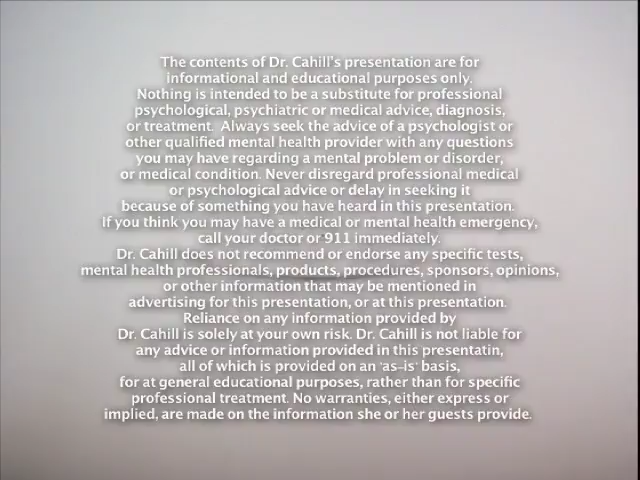 The contents of Dr. Cahill's presentation are for
informational and educational purposes only.
Nothing is intended to be a substitute for professional
psychological, psychiatric or medical advice, diagnosis,
or treatment. Always seek the advice of a psychologist or
other qualified mental health provider with any questions
you may have regarding a mental problem or disorder,
or medical condition. Never disregard professional medical
or psychological advice or delay in seeking it
because of something you have heard in this presentation.
If you think you may have a medical or mental health emergency,
call your doctor or 911 immediately.
Dr. Cahill does not recommend or endorse any specific tests,
mental health professionals, products, procedures, sponsors, opinions,
or other information that may be mentioned in
advertising for this presentation, or at this presentation.
Reliance on any information provided by
Dr. Cahill is solely at your own risk. Dr. Cahill is not liable for
any advice or information provided in this presentatin,
all of which is provided on an 'as-is' basis,
for at general educational purposes, rather than for specific
professional treatment. No warranties, either express or
implied, are made on the information she or her guests provide.